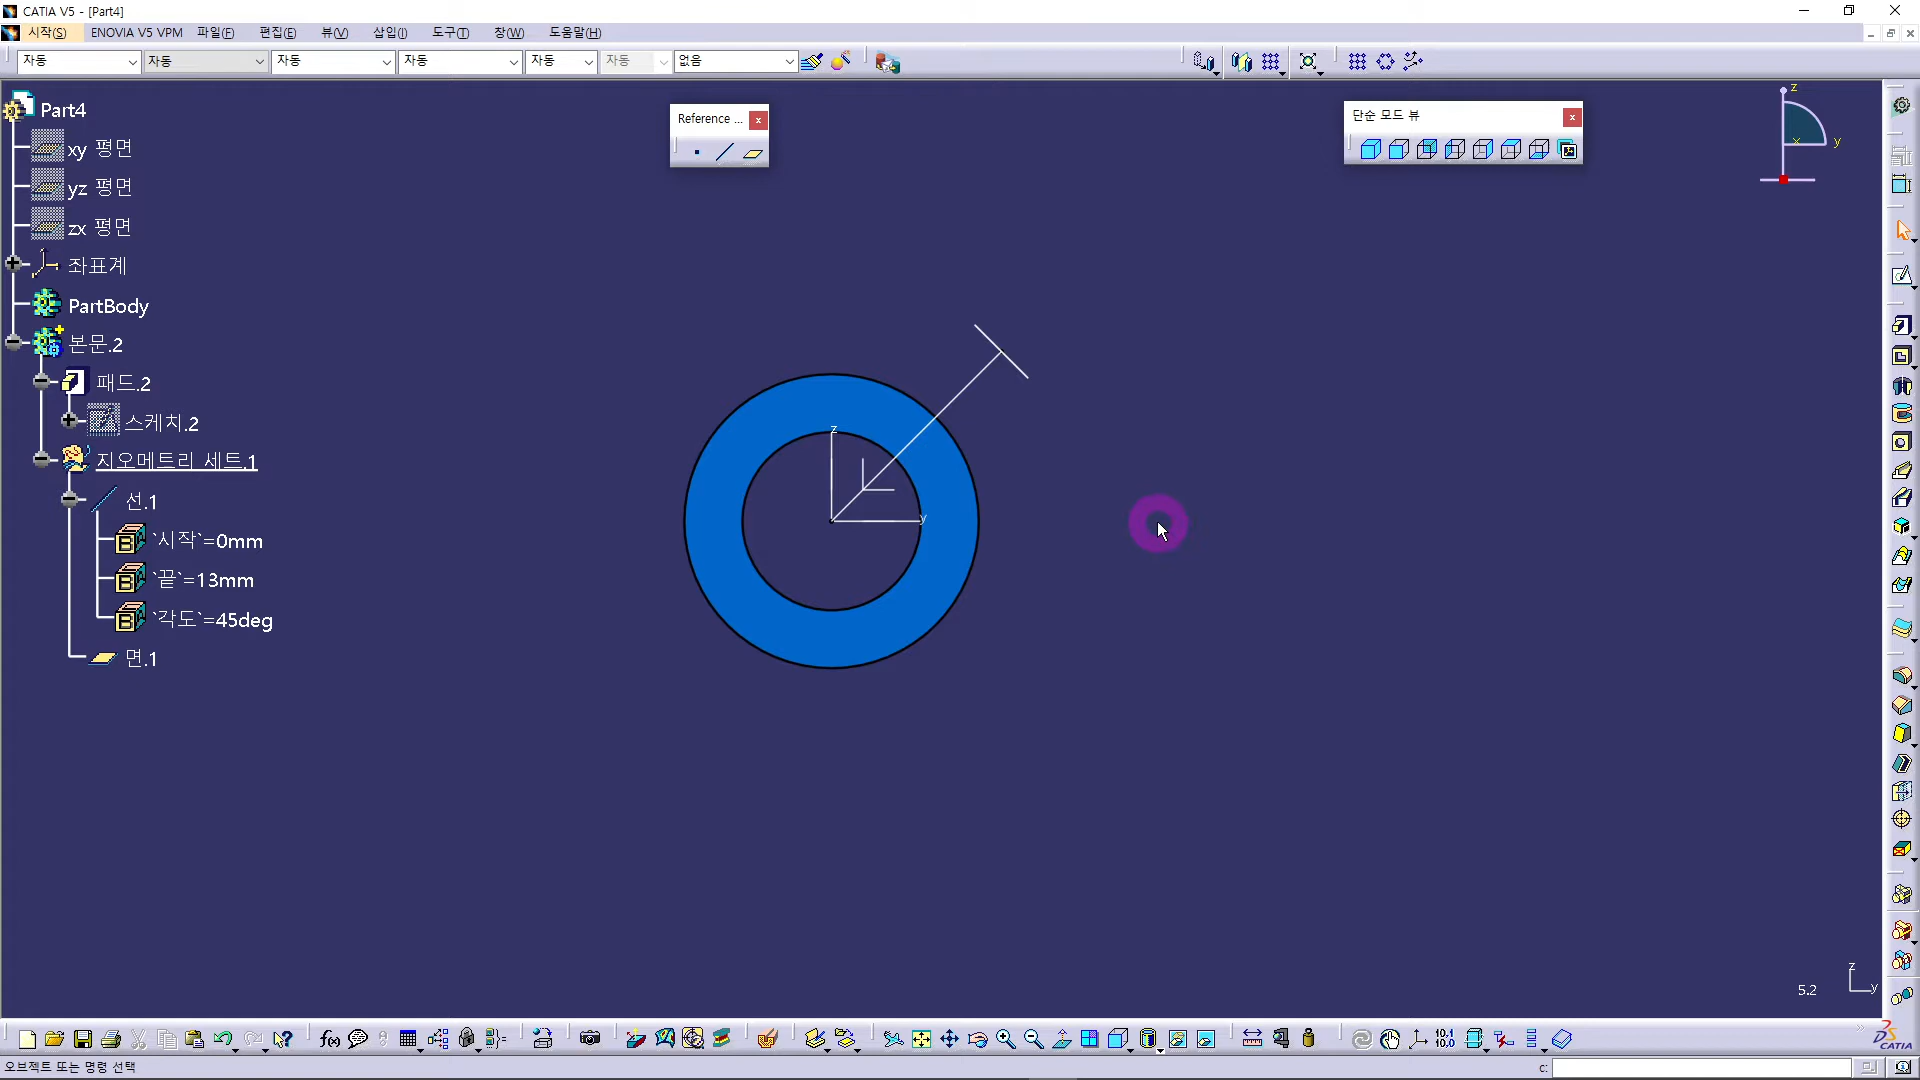 CATIA V5 - [Part4]
시작(S) ENOVIA V5 VPM 파일(F) 편집(E) 뷰(V) 삽입(I) 도구(T) 창(W) 도움말(H)
자동 자동 자동 자동 자동 자동 없음
Part4
xy 평면
yz 평면
zx 평면
좌표계
PartBody
본문.2
패드.2
스케치.2
지오메트리 세트.1
선.1
`시작`=0mm
`끝`=13mm
`각도`=45deg
면.1
Reference ...
단순 모드 뷰
z
x
y
z
y
5.2
z
y
f(x)
10.1
10.0
CATIA
오브젝트 또는 명령 선택
c: